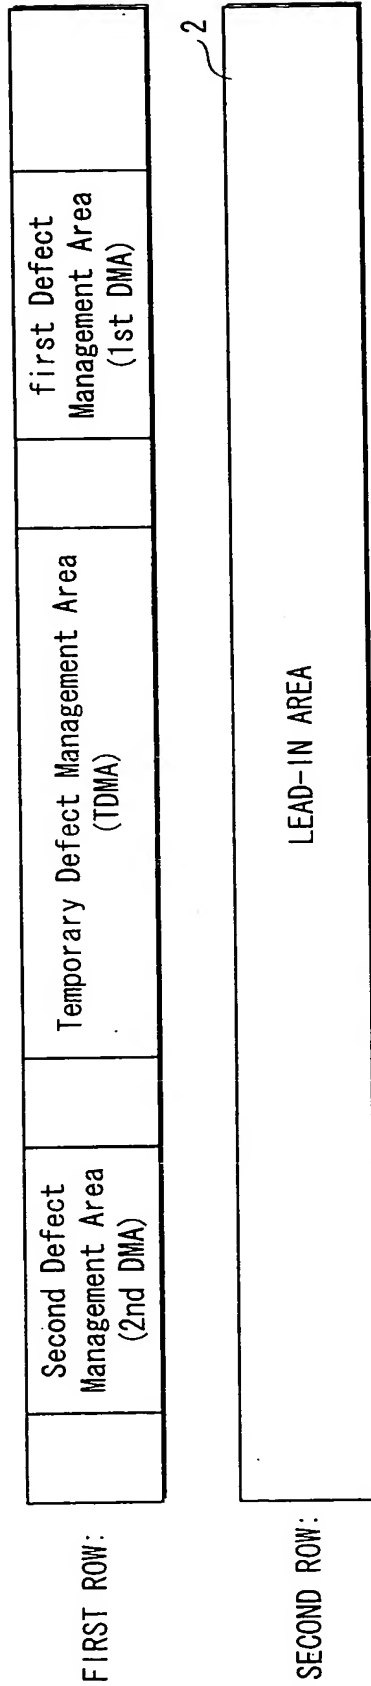 FIRST ROW:
Second Defect
Management Area
(2nd DMA)
Temporary Defect Management Area
(TDMA)
first Defect
Management Area
(1st DMA)
SECOND ROW:
LEAD-IN AREA
2